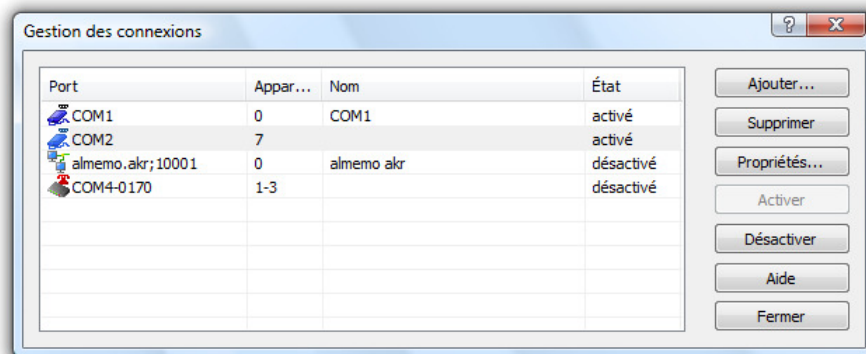 Gestion des connexions
Port Appar... Nom État Ajouter...
COM1 0 COM1 activé
Supprimer
COM2 7 activé
almemo.akr;10001 0 almemo akr désactivé Propriétés...
COM4-0170 1-3 désactivé
Activer
Désactiver
Aide
Fermer